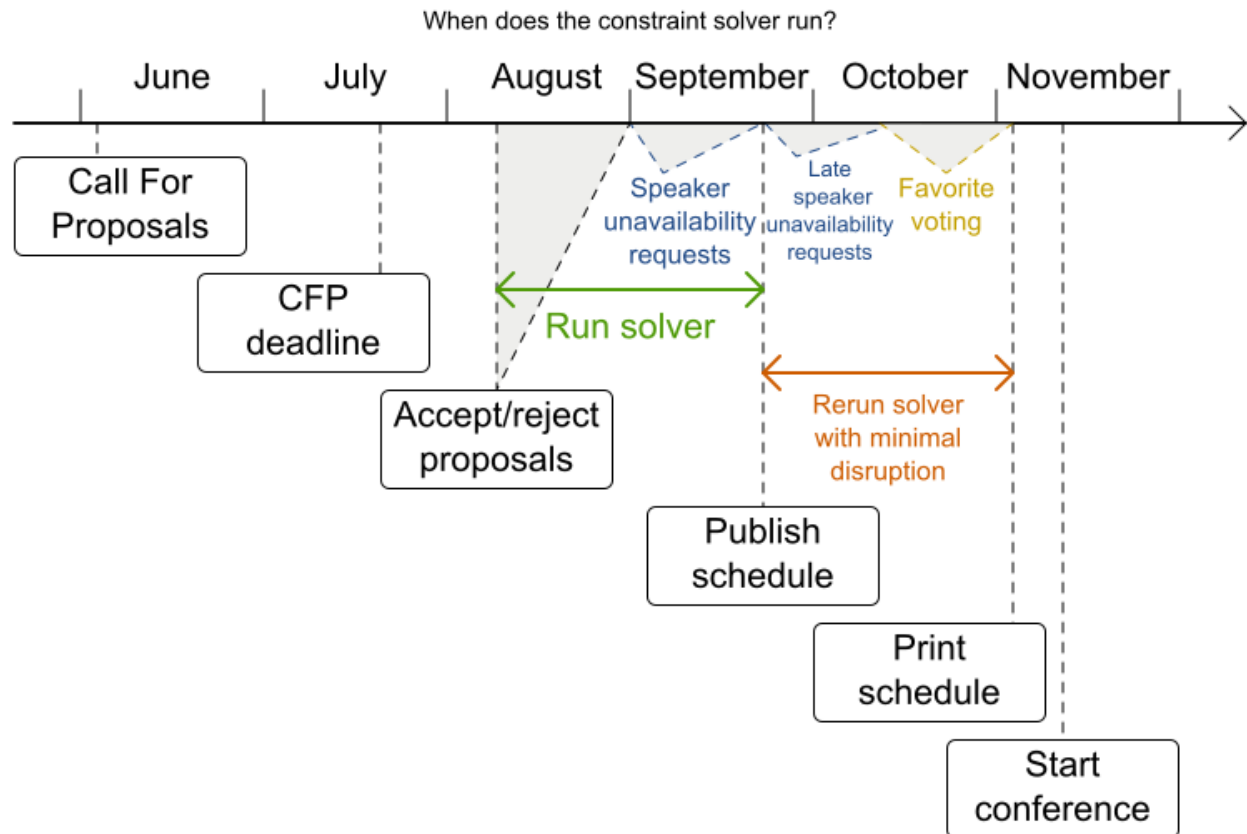 When does the constraint solver run?
June July August September October November
Call For
Proposals
Speaker
unavailability
requests
Late
speaker
unavailability
requests
Favorite
voting
CFP
deadline
Run solver
Accept/reject
proposals
Rerun solver
with minimal
disruption
Publish
schedule
Print
schedule
Start
conference